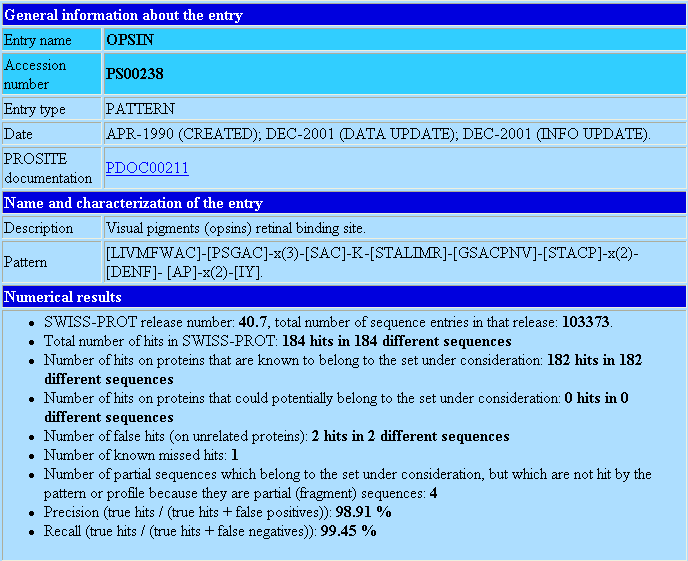 General information about the entry
Entry name OPSIN
Accession
number PS00238
Entry type PATTERN
Date APR-1990 (CREATED); DEC-2001 (DATA UPDATE); DEC-2001 (INFO UPDATE).
PROSITE
documentation PDOC00211
Name and characterization of the entry
Description Visual pigments (opsins) retinal binding site.
Pattern [LIVMFWAC]-[PSGAC]-x(3)-[SAC]-K-[STALIMR]-[GSACPNV]-[STACP]-x(2)-
[DENF]- [AP]-x(2)-[IY].
Numerical results
• SWISS-PROT release number: 40.7, total number of sequence entries in that release: 103373.
• Total number of hits in SWISS-PROT: 184 hits in 184 different sequences
• Number of hits on proteins that are known to belong to the set under consideration: 182 hits in 182
different sequences
• Number of hits on proteins that could potentially belong to the set under consideration: 0 hits in 0
different sequences
• Number of false hits (on unrelated proteins): 2 hits in 2 different sequences
• Number of known missed hits: 1
• Number of partial sequences which belong to the set under consideration, but which are not hit by the
pattern or profile because they are partial (fragment) sequences: 4
• Precision (true hits / (true hits + false positives)): 98.91 %
• Recall (true hits / (true hits + false negatives)): 99.45 %